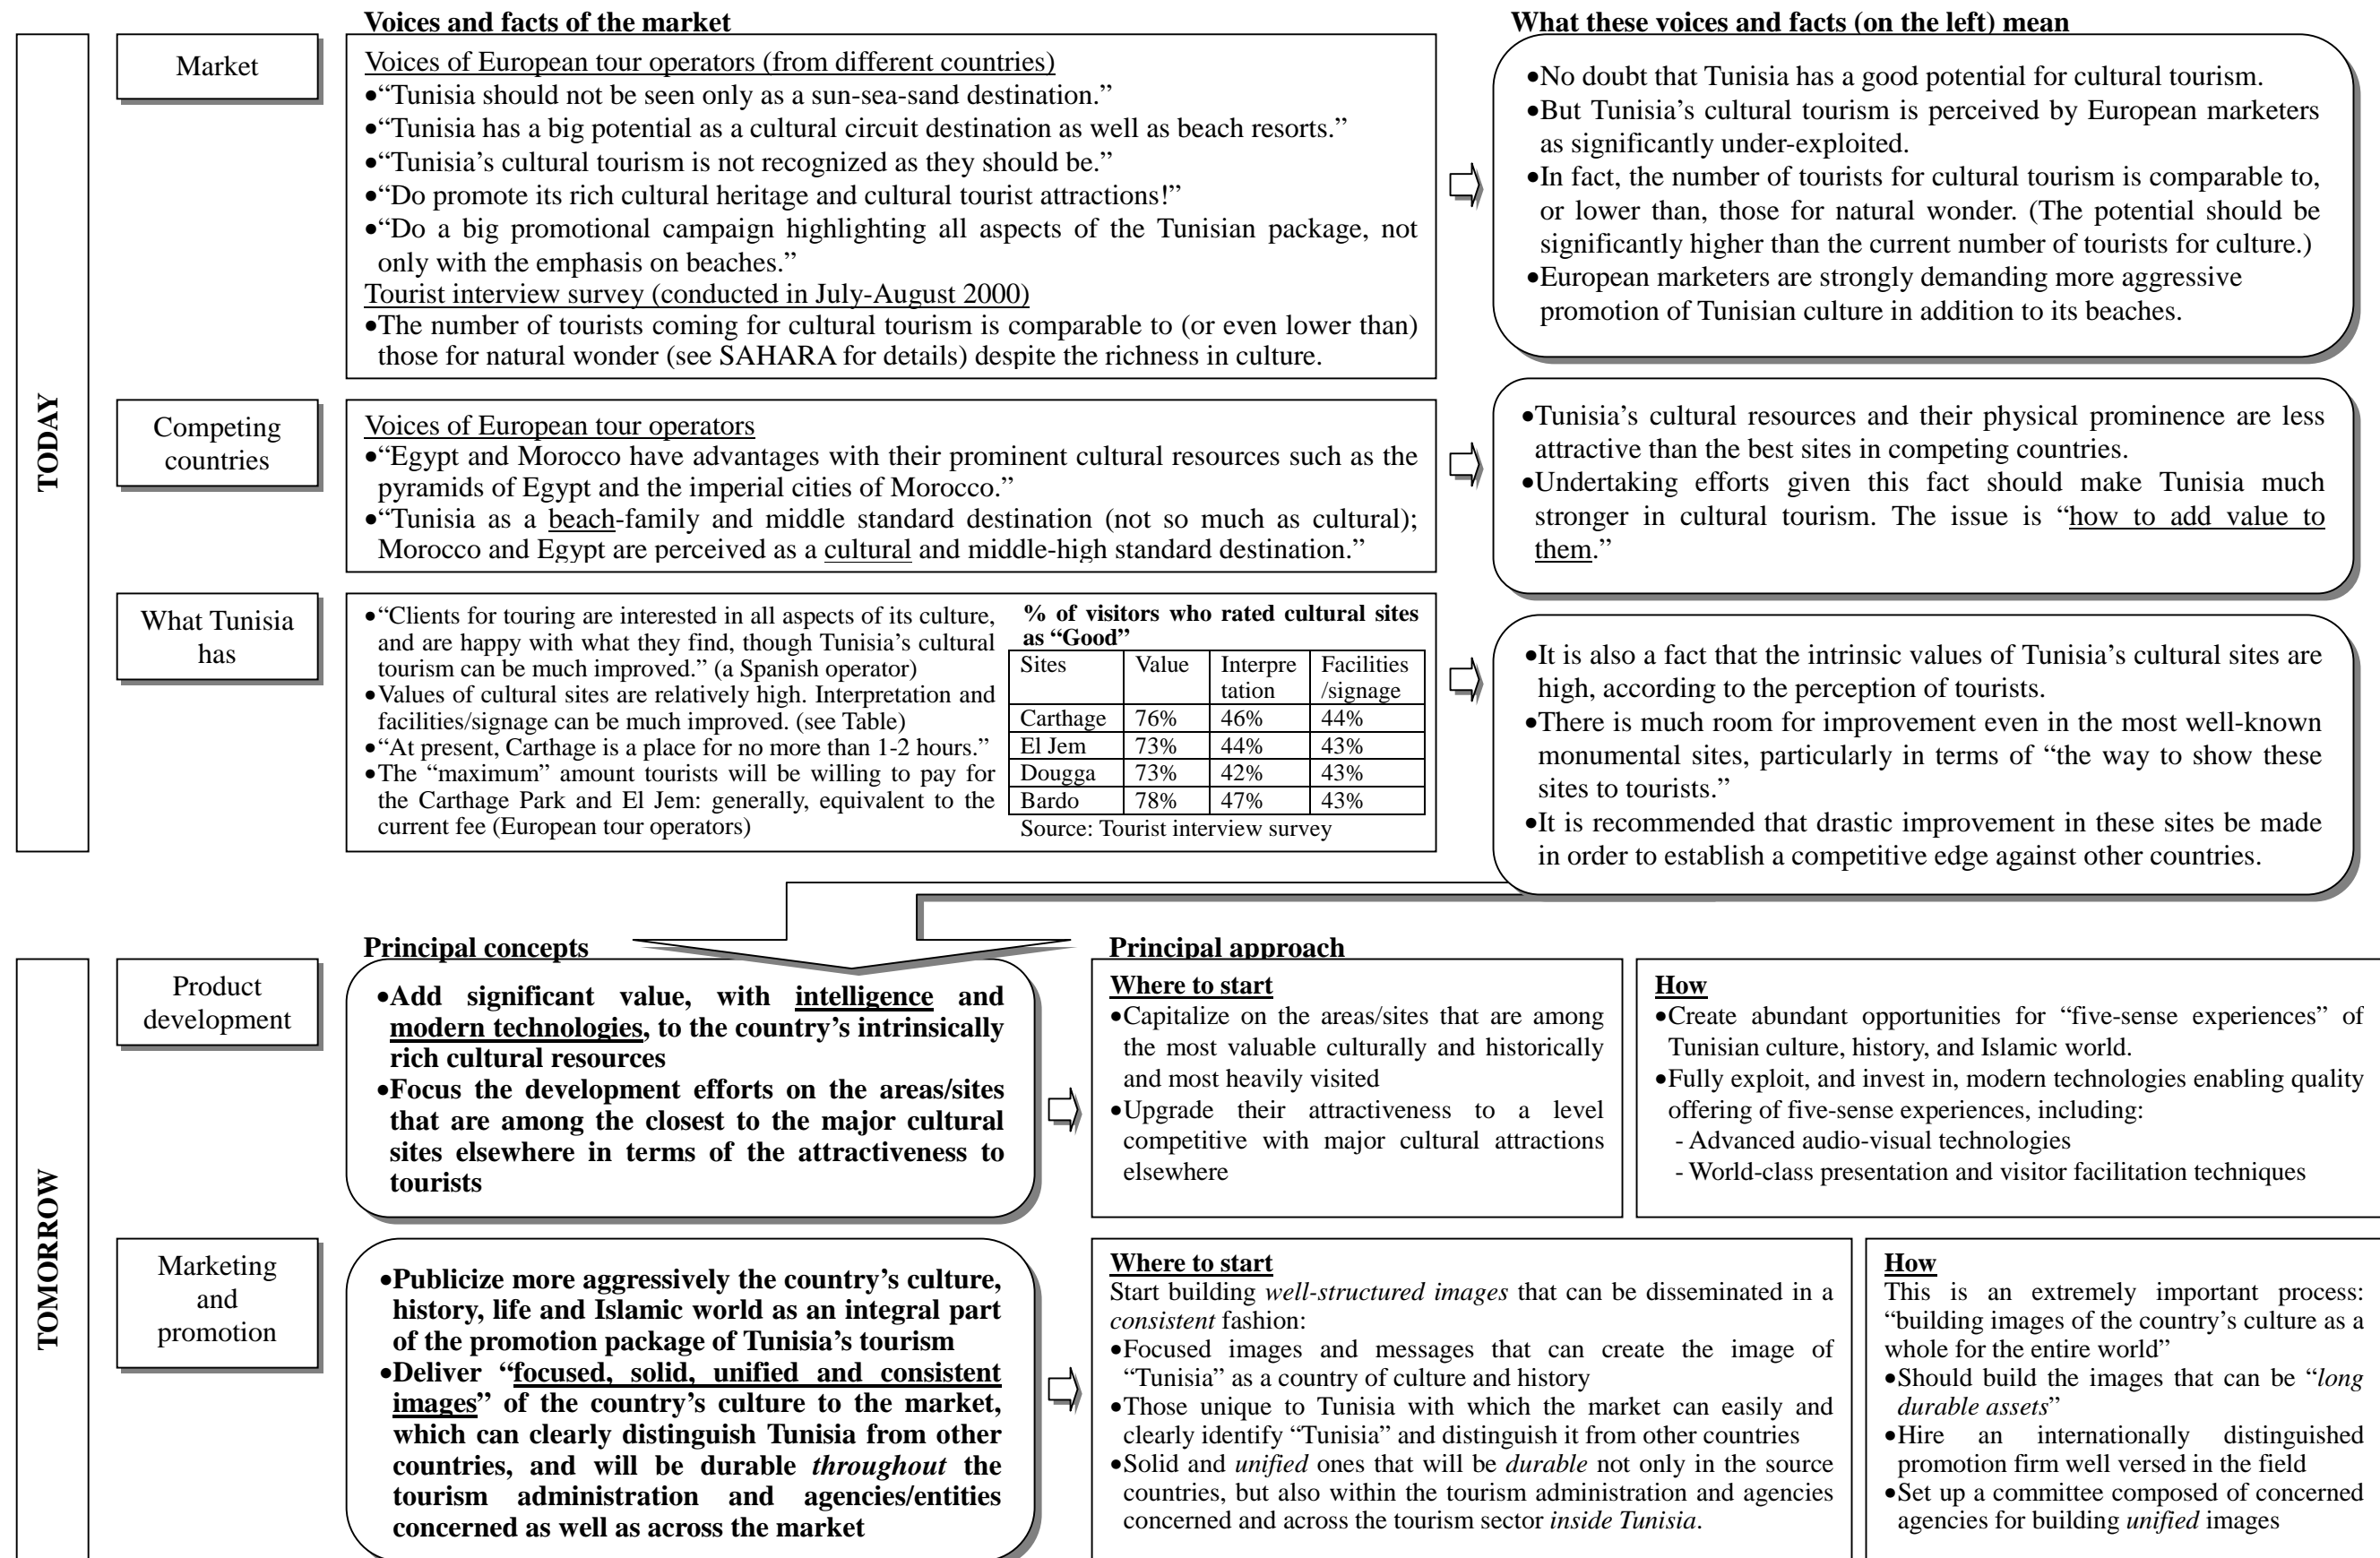 Voices and facts of the market
What these voices and facts (on the left) mean
TODAY
Market
Voices of European tour operators (from different countries)
•“Tunisia should not be seen only as a sun-sea-sand destination.”
•“Tunisia has a big potential as a cultural circuit destination as well as beach resorts.”
•“Tunisia’s cultural tourism is not recognized as they should be.”
•“Do promote its rich cultural heritage and cultural tourist attractions!”
•“Do a big promotional campaign highlighting all aspects of the Tunisian package, not
only with the emphasis on beaches.”
Tourist interview survey (conducted in July-August 2000)
•The number of tourists coming for cultural tourism is comparable to (or even lower than)
those for natural wonder (see SAHARA for details) despite the richness in culture.
•No doubt that Tunisia has a good potential for cultural tourism.
•But Tunisia’s cultural tourism is perceived by European marketers
as significantly under-exploited.
•In fact, the number of tourists for cultural tourism is comparable to,
or lower than, those for natural wonder. (The potential should be
significantly higher than the current number of tourists for culture.)
•European marketers are strongly demanding more aggressive
promotion of Tunisian culture in addition to its beaches.
Competing
countries
Voices of European tour operators
•“Egypt and Morocco have advantages with their prominent cultural resources such as the
pyramids of Egypt and the imperial cities of Morocco.”
•“Tunisia as a beach-family and middle standard destination (not so much as cultural);
Morocco and Egypt are perceived as a cultural and middle-high standard destination.”
•Tunisia’s cultural resources and their physical prominence are less
attractive than the best sites in competing countries.
•Undertaking efforts given this fact should make Tunisia much
stronger in cultural tourism. The issue is “how to add value to
them.”
What Tunisia
has
•“Clients for touring are interested in all aspects of its culture,
and are happy with what they find, though Tunisia’s cultural
tourism can be much improved.” (a Spanish operator)
•Values of cultural sites are relatively high. Interpretation and
facilities/signage can be much improved. (see Table)
•“At present, Carthage is a place for no more than 1-2 hours.”
•The “maximum” amount tourists will be willing to pay for
the Carthage Park and El Jem: generally, equivalent to the
current fee (European tour operators)
% of visitors who rated cultural sites
as “Good”
Sites Value Interpre Facilities
tation /signage
Carthage 76% 46% 44%
El Jem 73% 44% 43%
Dougga 73% 42% 43%
Bardo 78% 47% 43%
Source: Tourist interview survey
•It is also a fact that the intrinsic values of Tunisia’s cultural sites are
high, according to the perception of tourists.
•There is much room for improvement even in the most well-known
monumental sites, particularly in terms of “the way to show these
sites to tourists.”
•It is recommended that drastic improvement in these sites be made
in order to establish a competitive edge against other countries.
Principal concepts
Principal approach
TOMORROW
Product
development
•Add significant value, with intelligence and
modern technologies, to the country’s intrinsically
rich cultural resources
•Focus the development efforts on the areas/sites
that are among the closest to the major cultural
sites elsewhere in terms of the attractiveness to
tourists
Where to start
•Capitalize on the areas/sites that are among
the most valuable culturally and historically
and most heavily visited
•Upgrade their attractiveness to a level
competitive with major cultural attractions
elsewhere
How
•Create abundant opportunities for “five-sense experiences” of
Tunisian culture, history, and Islamic world.
•Fully exploit, and invest in, modern technologies enabling quality
offering of five-sense experiences, including:
- Advanced audio-visual technologies
- World-class presentation and visitor facilitation techniques
Marketing
and
promotion
•Publicize more aggressively the country’s culture,
history, life and Islamic world as an integral part
of the promotion package of Tunisia’s tourism
•Deliver “focused, solid, unified and consistent
images” of the country’s culture to the market,
which can clearly distinguish Tunisia from other
countries, and will be durable throughout the
tourism administration and agencies/entities
concerned as well as across the market
Where to start
Start building well-structured images that can be disseminated in a
consistent fashion:
•Focused images and messages that can create the image of
“Tunisia” as a country of culture and history
•Those unique to Tunisia with which the market can easily and
clearly identify “Tunisia” and distinguish it from other countries
•Solid and unified ones that will be durable not only in the source
countries, but also within the tourism administration and agencies
concerned and across the tourism sector inside Tunisia.
How
This is an extremely important process:
“building images of the country’s culture as a
whole for the entire world”
•Should build the images that can be “long
durable assets”
•Hire an internationally distinguished
promotion firm well versed in the field
•Set up a committee composed of concerned
agencies for building unified images